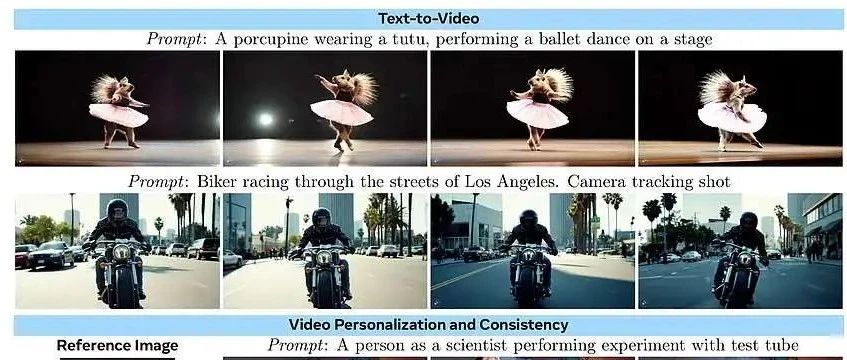 Text-to-Video
Prompt: A porcupine wearing a tutu, performing a ballet dance on a stage
Prompt: Biker racing through the streets of Los Angeles. Camera tracking shot
Video Personalization and Consistency
Reference Image
Prompt: A person as a scientist performing experiment with test tube